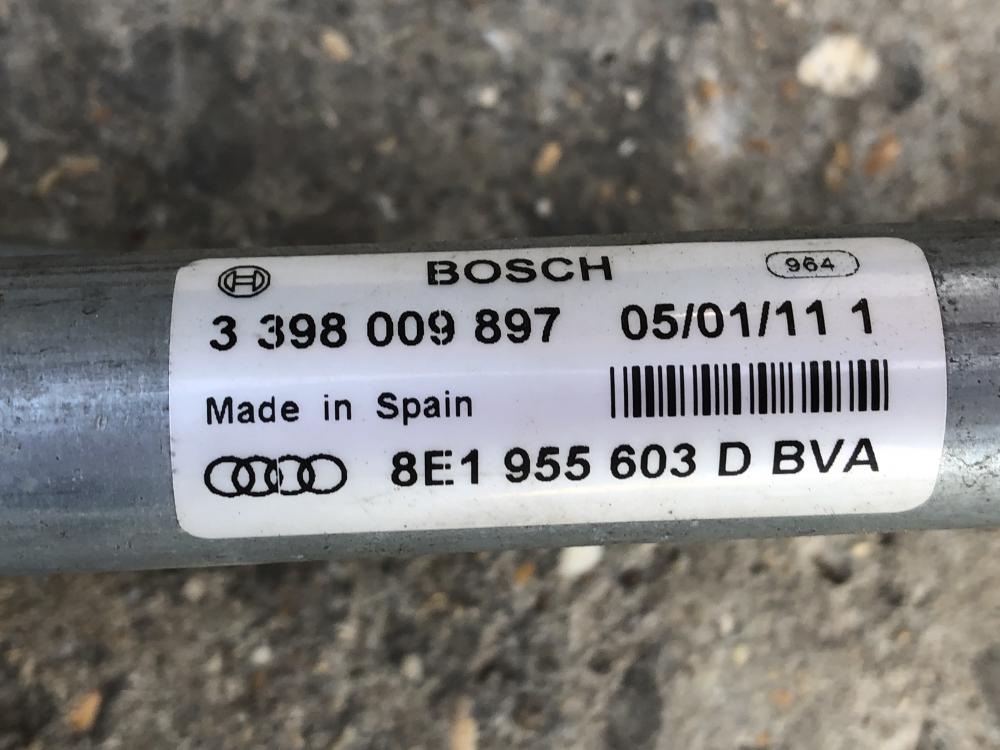 BOSCH 964
3 398 009 897 05/01/11 1
Made in Spain
8E1 955 603 D BVA